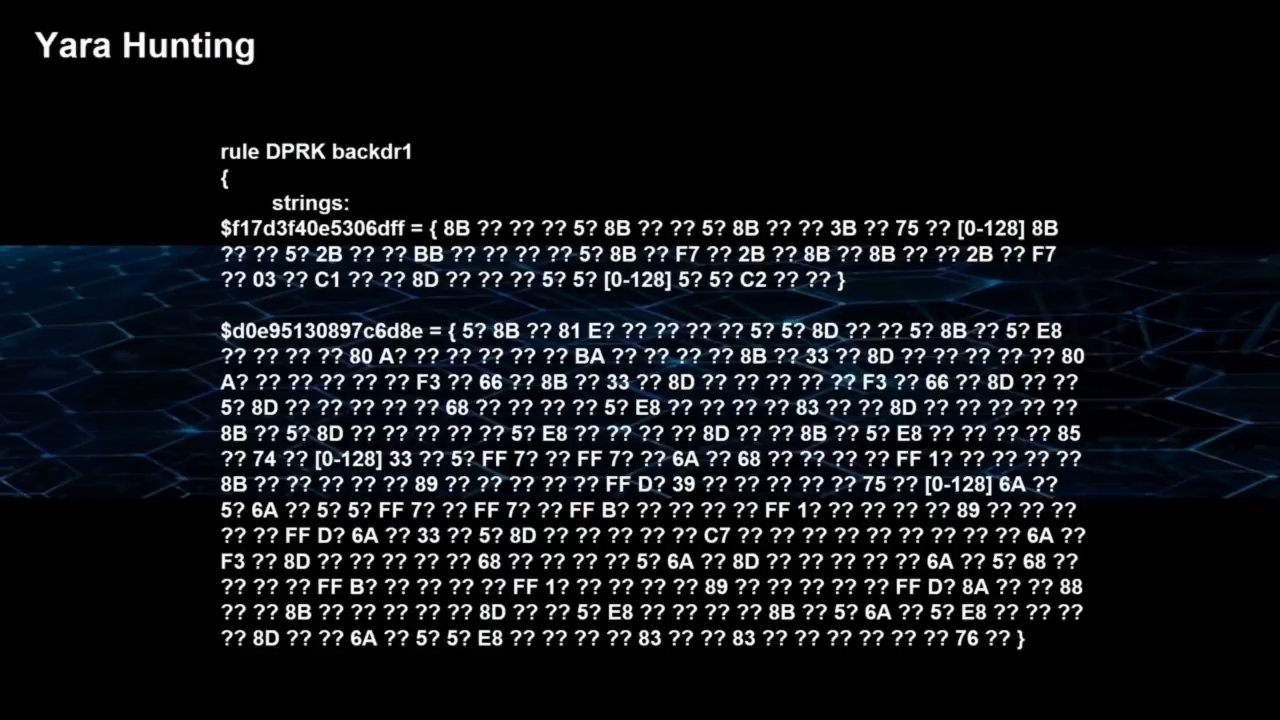 Yara Hunting
rule DPRK backdr1
{
strings:
$f17d3f40e5306dff = { 8B ?? ?? ?? 5? 8B ?? ?? 5? 8B ?? ?? 3B ?? 75 ?? [0-128] 8B
?? ?? 5? 2B ?? ?? BB ?? ?? ?? ?? 5? 8B ?? F7 ?? 2B ?? 8B ?? 8B ?? ?? 2B ?? F7
?? 03 ?? C1 ?? ?? 8D ?? ?? ?? 5? 5? [0-128] 5? 5? C2 ?? ?? }
$d0e95130897c6d8e = { 5? 8B ?? 81 E? ?? ?? ?? ?? 5? 5? 8D ?? ?? 5? 8B ?? 5? E8
?? ?? ?? ?? 80 A? ?? ?? ?? ?? ?? BA ?? ?? ?? ?? 8B ?? 33 ?? 8D ?? ?? ?? ?? ?? 80
A? ?? ?? ?? ?? ?? F3 ?? 66 ?? 8B ?? 33 ?? 8D ?? ?? ?? ?? ?? F3 ?? 66 ?? 8D ?? ??
5? 8D ?? ?? ?? ?? ?? 68 ?? ?? ?? ?? 5? E8 ?? ?? ?? ?? 83 ?? ?? 8D ?? ?? ?? ?? ??
8B ?? 5? 8D ?? ?? ?? ?? ?? 5? E8 ?? ?? ?? ?? 8D ?? ?? 8B ?? 5? E8 ?? ?? ?? ?? 85
?? 74 ?? [0-128] 33 ?? 5? FF 7? ?? FF 7? ?? 6A ?? 68 ?? ?? ?? ?? FF 1? ?? ?? ?? ??
8B ?? ?? ?? ?? ?? 89 ?? ?? ?? ?? ?? FF D? 39 ?? ?? ?? ?? ?? 75 ?? [0-128] 6A ??
5? 6A ?? 5? 5? FF 7? ?? FF 7? ?? FF B? ?? ?? ?? ?? FF 1? ?? ?? ?? ?? 89 ?? ?? ??
?? ?? FF D? 6A ?? 33 ?? 5? 8D ?? ?? ?? ?? ?? C7 ?? ?? ?? ?? ?? ?? ?? ?? ?? 6A ??
F3 ?? 8D ?? ?? ?? ?? ?? 68 ?? ?? ?? ?? 5? 6A ?? 8D ?? ?? ?? ?? ?? 6A ?? 5? 68 ??
?? ?? ?? FF B? ?? ?? ?? ?? FF 1? ?? ?? ?? ?? 89 ?? ?? ?? ?? ?? FF D? 8A ?? ?? 88
?? ?? 8B ?? ?? ?? ?? ?? 8D ?? ?? 5? E8 ?? ?? ?? ?? 8B ?? 5? 6A ?? 5? E8 ?? ?? ??
?? 8D ?? ?? 6A ?? 5? 5? E8 ?? ?? ?? ?? 83 ?? ?? 83 ?? ?? ?? ?? ?? ?? 76 ?? }